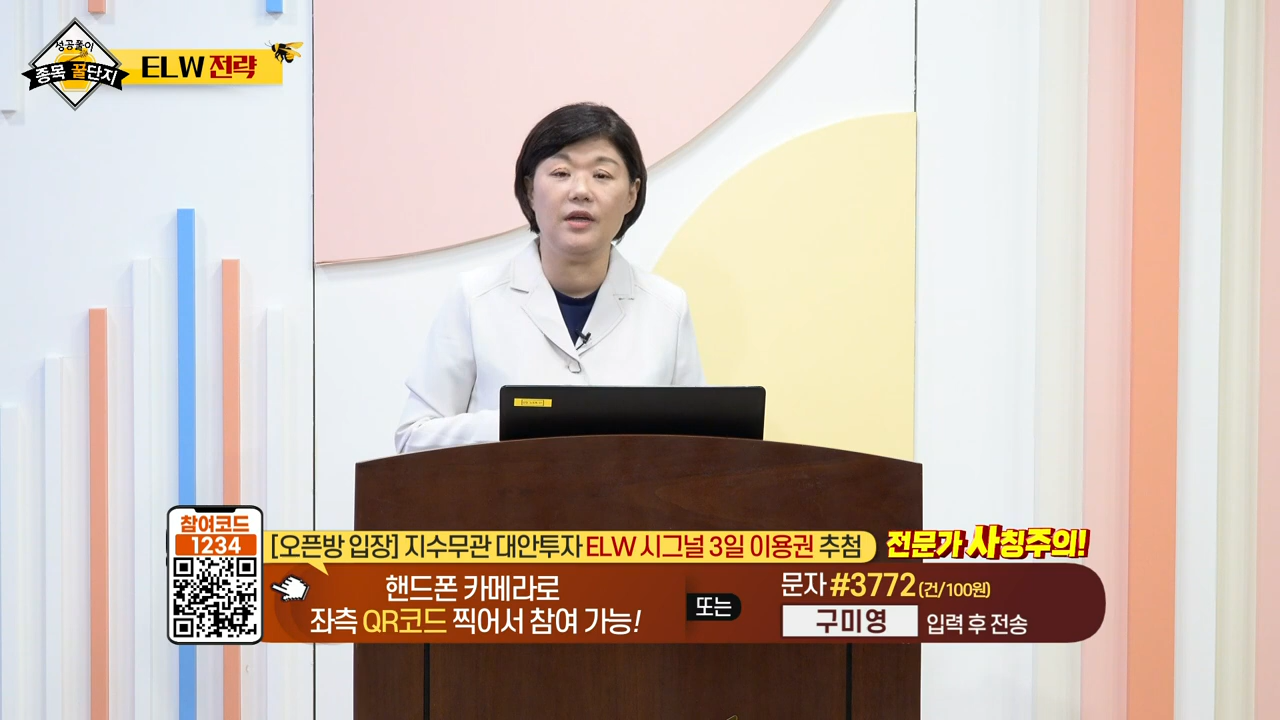 성공풀이
종목 꿀단지
ELW 전략
참여코드
1234
[오픈방 입장] 지수무관 대안투자 ELW 시그널 3일 이용권 추첨
전문가 사칭주의!
핸드폰 카메라로
좌측 QR코드 찍어서 참여 가능!
또는
문자 #3772 (건/100원)
구미영 입력 후 전송